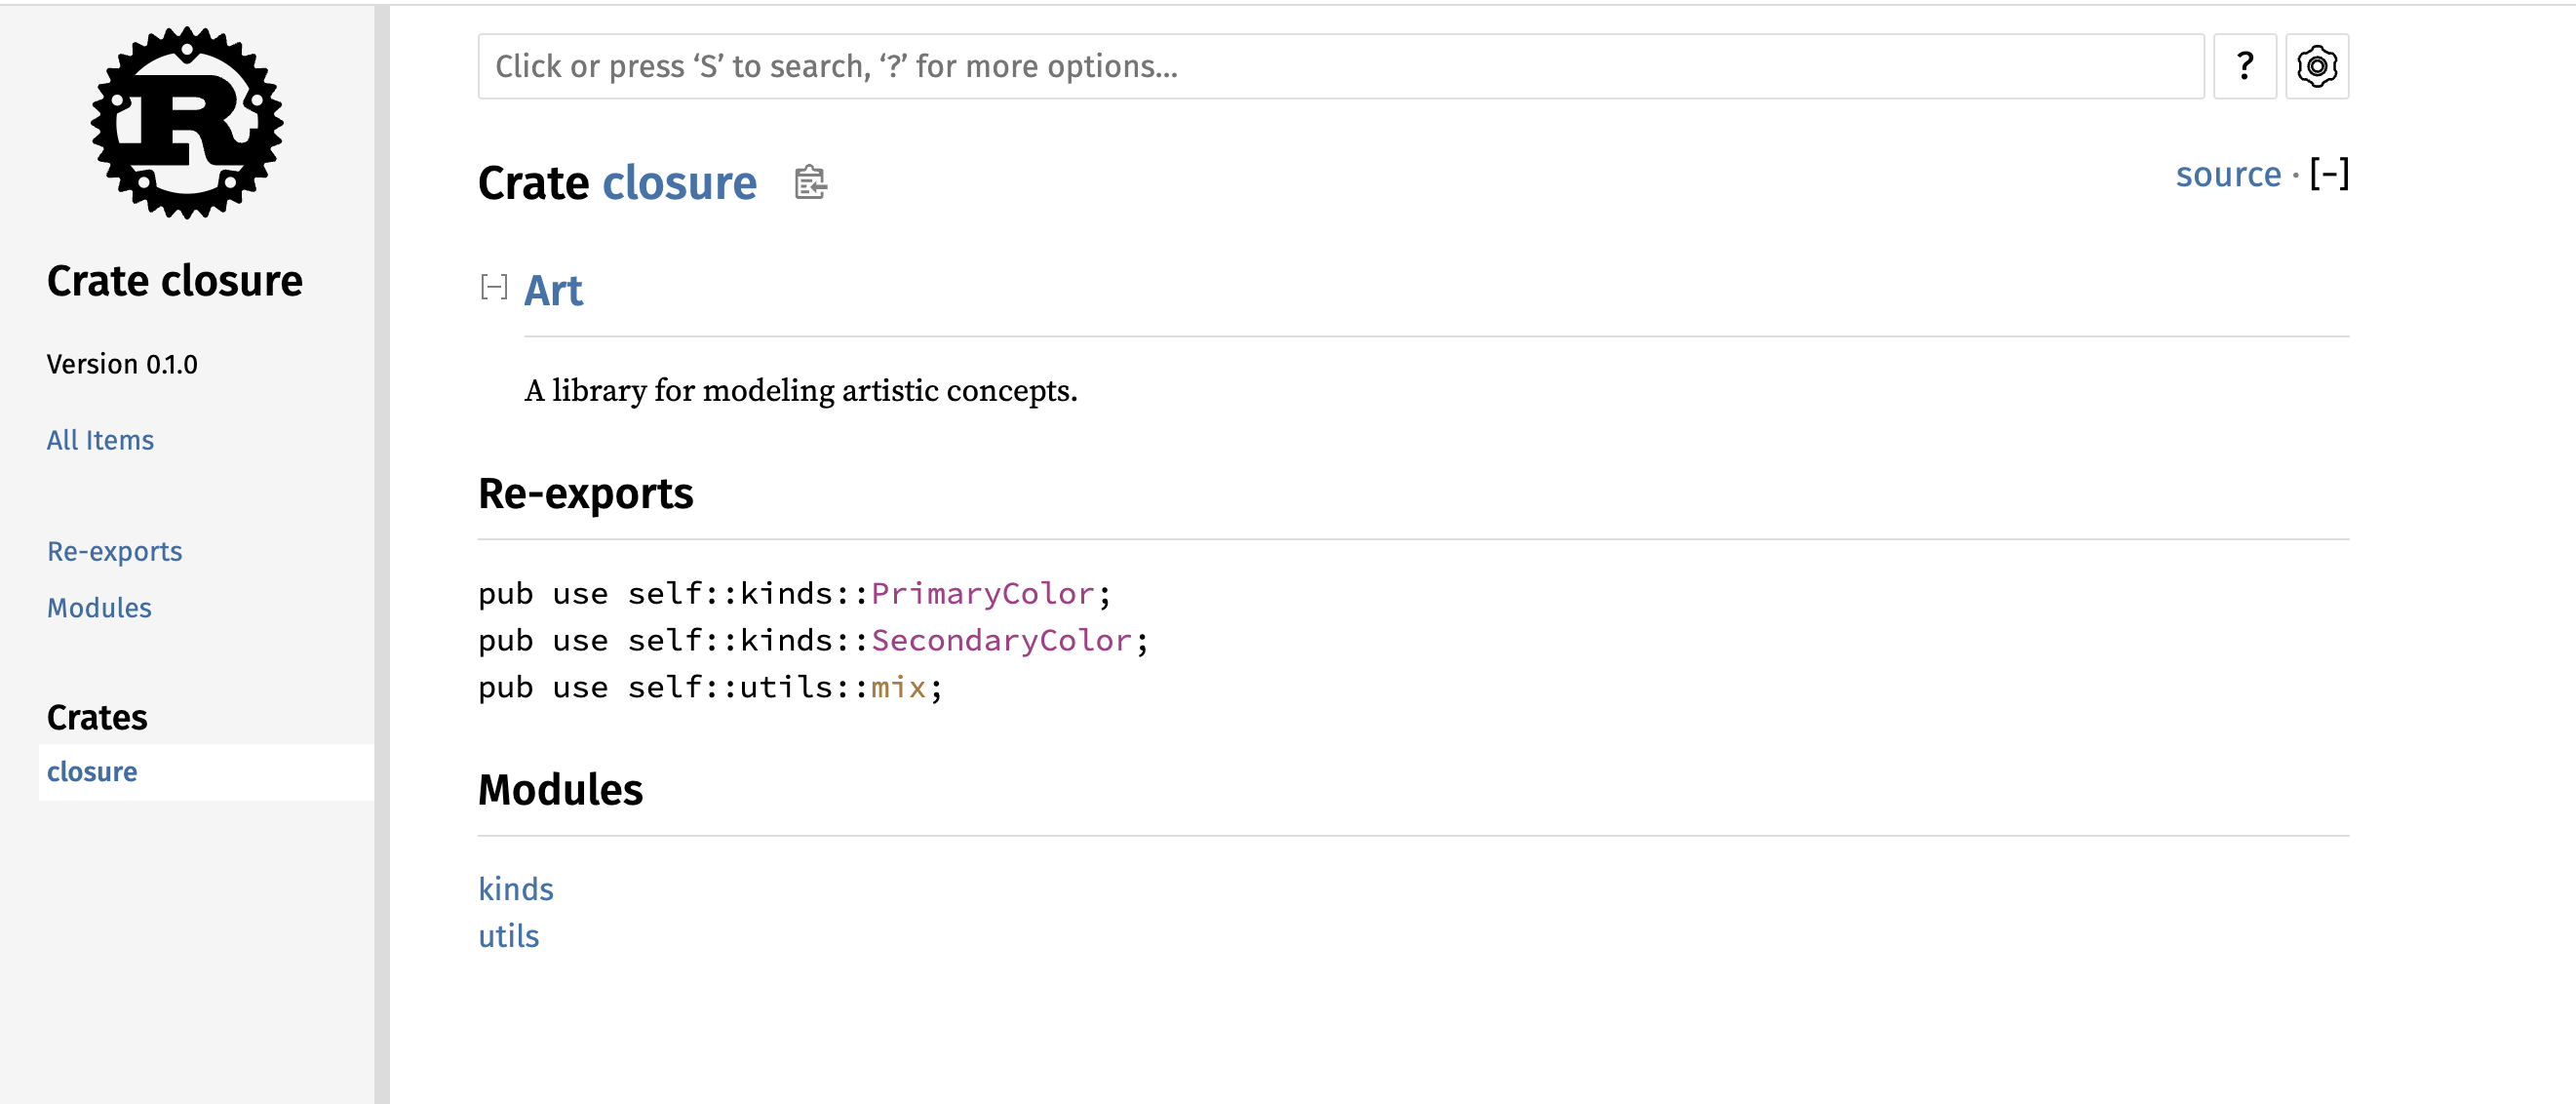 R
Crate closure
Version 0.1.0
All Items
Re-exports
Modules
Crates
closure
Click or press ‘S’ to search, ‘?’ for more options…
?
Crate closure
source · [−]
[−] Art
A library for modeling artistic concepts.
Re-exports
pub use self::kinds::PrimaryColor;
pub use self::kinds::SecondaryColor;
pub use self::utils::mix;
Modules
kinds
utils